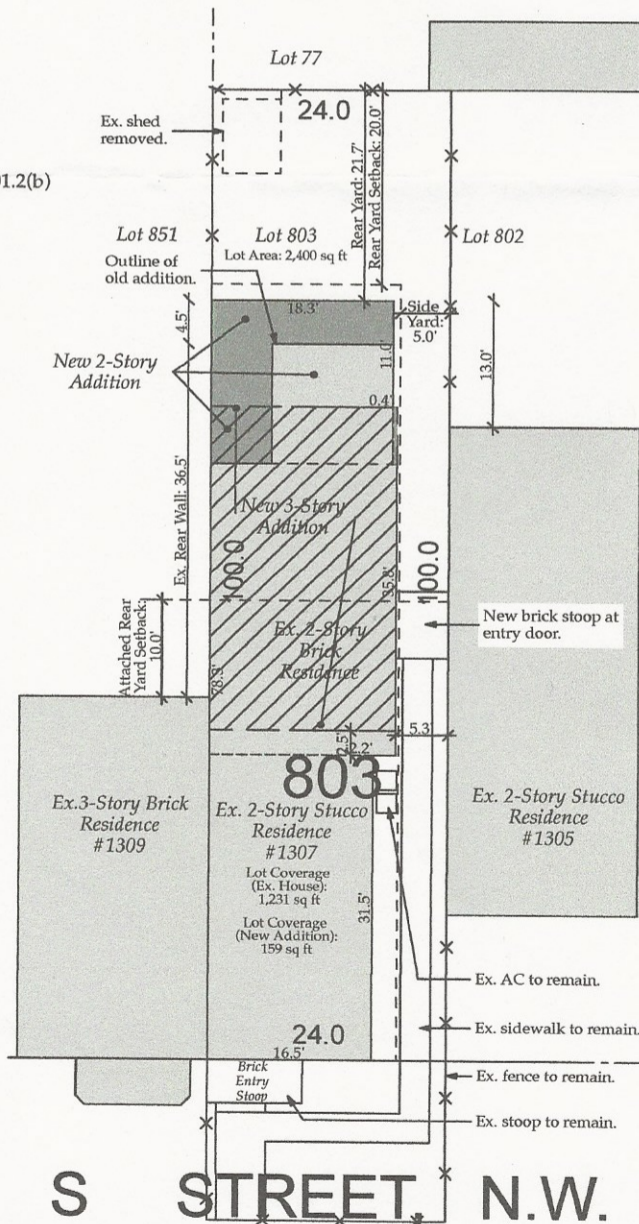 Lot 77
24.0
Ex. shed
removed.
Rear Yard: 21.7'
Rear Yard Setback: 20.0'
01.2(b)
Lot 851
Lot 803
Lot 802
Lot Area: 2,400 sq ft
Outline of
old addition.
18.3'
Side
Yard:
5.0'
4.5'
11.0'
13.0'
New 2-Story
Addition
0.4'
Ex. Rear Wall: 36.5'
New 3-Story
Addition
100.0
35.8'
100.0
Attached Rear
Yard Setback:
10.0'
New brick stoop at
entry door.
Ex. 2-Story
Brick
Residence
78.3'
5.3'
2.5'
2.2'
803
Ex.3-Story Brick
Residence
#1309
Ex. 2-Story Stucco
Residence
#1307
Ex. 2-Story Stucco
Residence
#1305
Lot Coverage
(Ex. House):
1,231 sq ft
Lot Coverage
(New Addition):
159 sq ft
31.5'
Ex. AC to remain.
24.0
Ex. sidewalk to remain.
16.5'
Brick
Entry
Stoop
Ex. fence to remain.
Ex. stoop to remain.
S STREET, N.W.